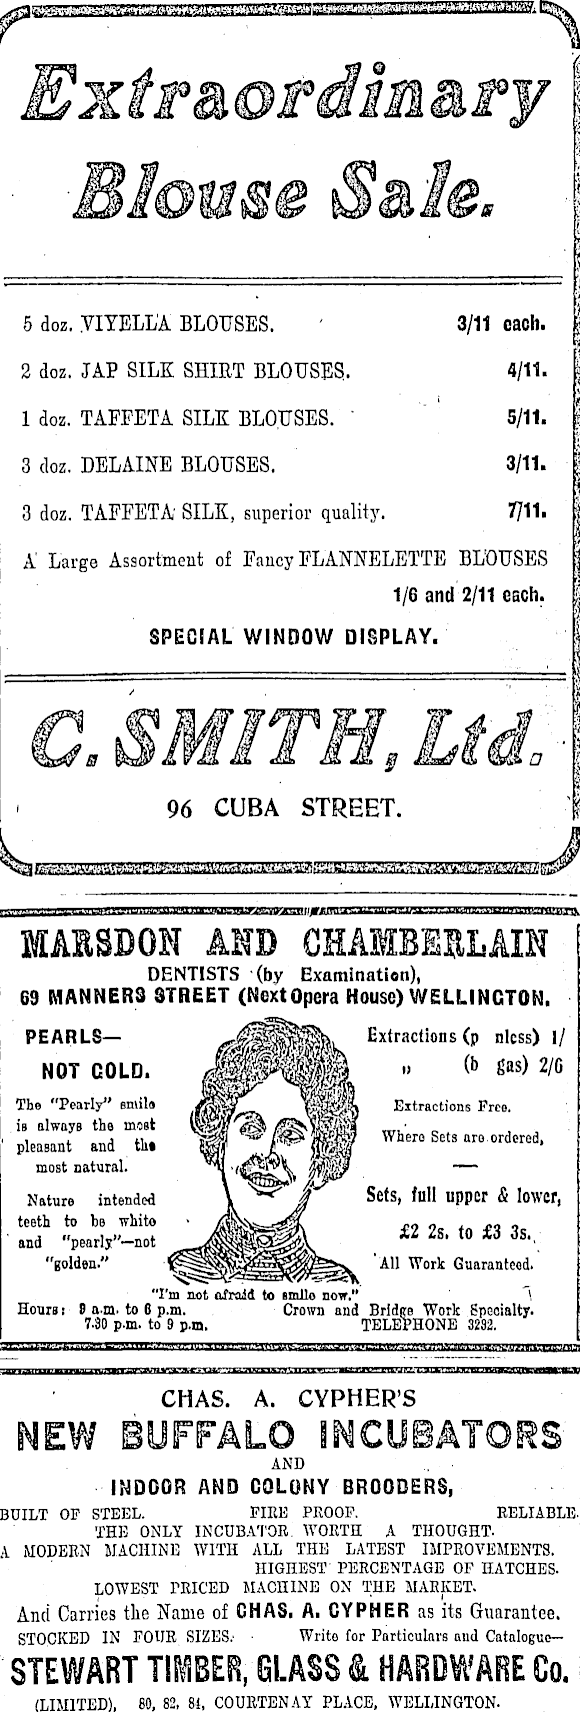 Extraordinary
Blouse Sale.
5 doz. VIYELLA BLOUSES. 3/11 each.
2 doz. JAP SILK SHIRT BLOUSES. 4/11.
1 doz. TAFFETA SILK BLOUSES. 5/11.
3 doz. DELAINE BLOUSES. 3/11.
3 doz. TAFFETA SILK, superior quality. 7/11.
A Large Assortment of Fancy FLANNELETTE BLOUSES
1/6 and 2/11 each.
SPECIAL WINDOW DISPLAY.
C. SMITH, Ltd.
96 CUBA STREET.
MARSDON AND CHAMBERLAIN
DENTISTS (by Examination),
69 MANNERS STREET (Next Opera House) WELLINGTON.
PEARLS—
NOT GOLD.
The "Pearly" smile
is always the most
pleasant and the
most natural.
Nature intended
teeth to be white
and "pearly"—not
"golden."
Extractions (p nless) 1/
„ (b gas) 2/6
Extractions Free.
Where Sets are ordered,
—
Sets, full upper & lower,
£2 2s. to £3 3s.
All Work Guaranteed.
"I'm not afraid to smile now."
Hours: 9 a.m. to 6 p.m. Crown and Bridge Work Specialty.
7.30 p.m. to 9 p.m. TELEPHONE 3292.
CHAS. A. CYPHER'S
NEW BUFFALO INCUBATORS
AND
INDOOR AND COLONY BROODERS,
BUILT OF STEEL. FIRE PROOF. RELIABLE.
THE ONLY INCUBATOR WORTH A THOUGHT.
A MODERN MACHINE WITH ALL THE LATEST IMPROVEMENTS.
HIGHEST PERCENTAGE OF HATCHES.
LOWEST PRICED MACHINE ON THE MARKET.
And Carries the Name of CHAS. A. CYPHER as its Guarantee.
STOCKED IN FOUR SIZES. Write for Particulars and Catalogue—
STEWART TIMBER, GLASS & HARDWARE Co.
(LIMITED), 80, 82, 84, COURTENAY PLACE, WELLINGTON.